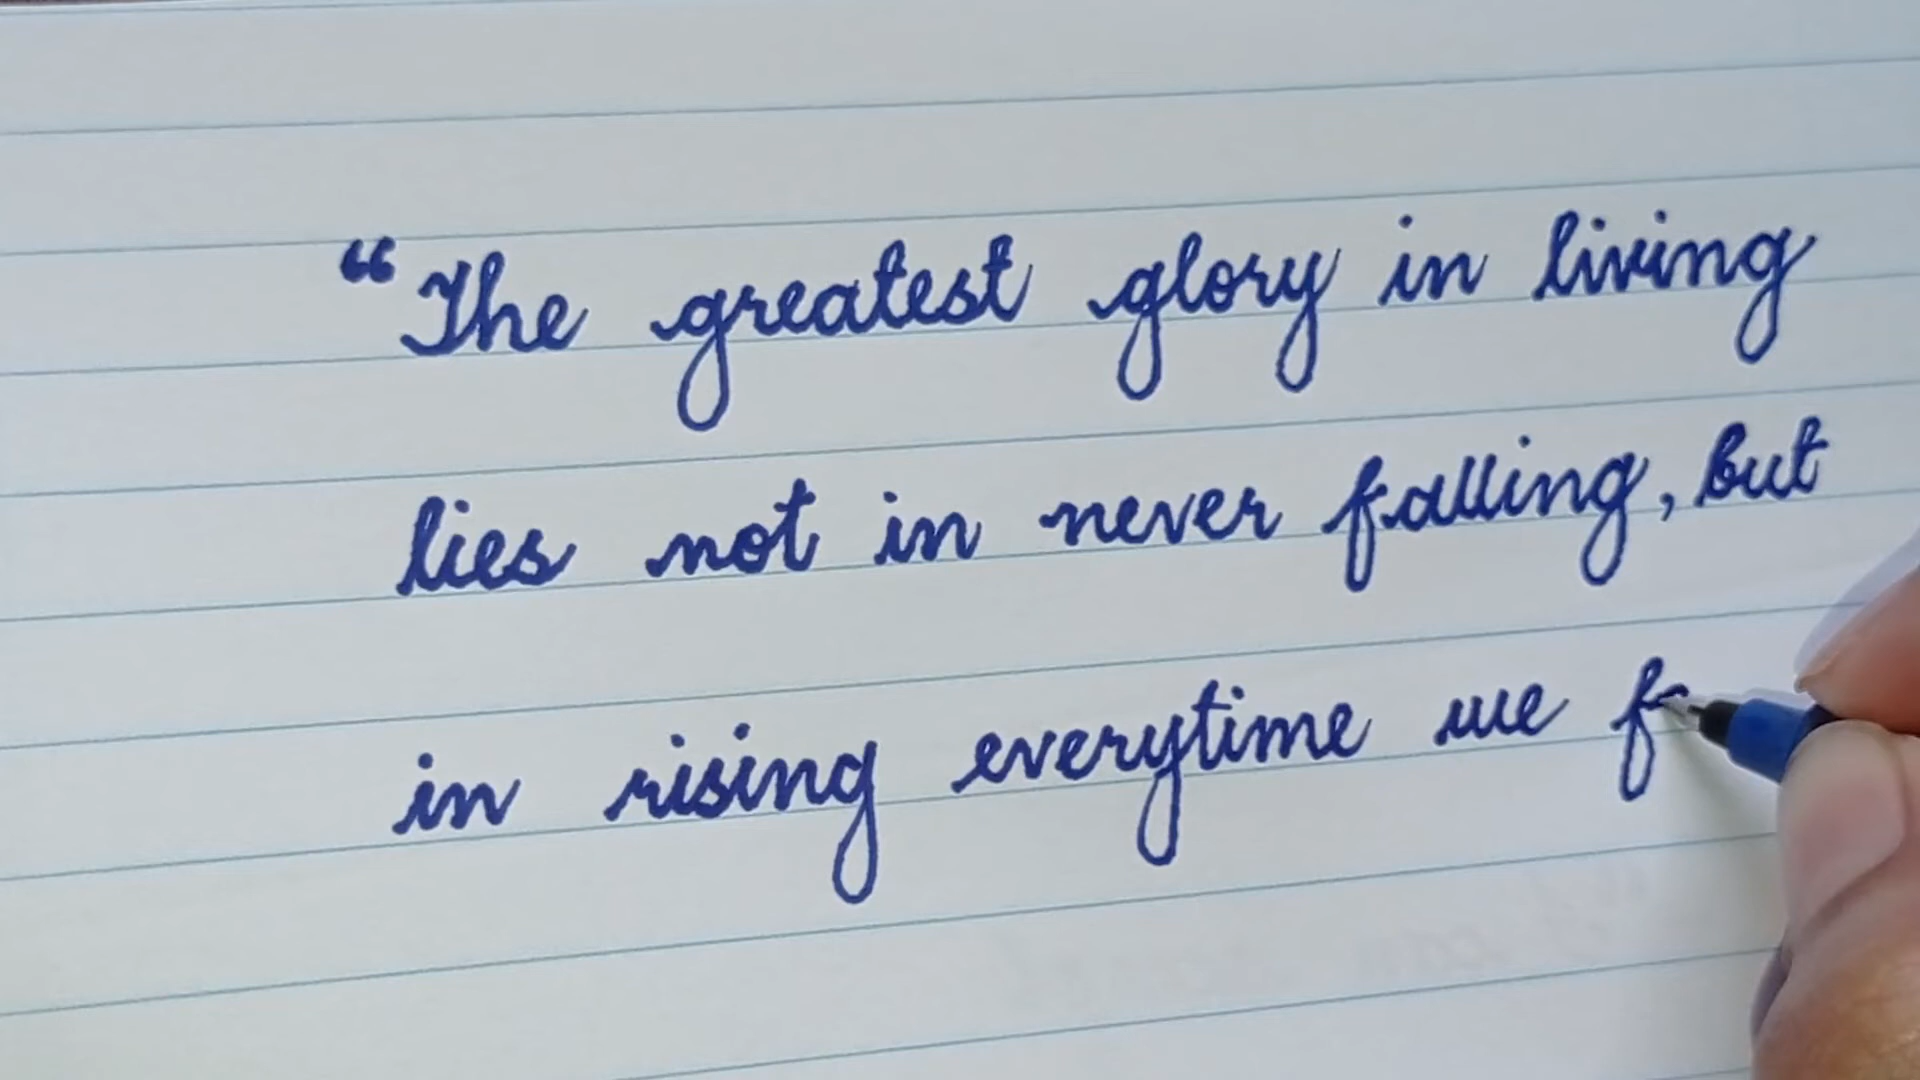 “The greatest glory in living
lies not in never falling, But
in rising everytime we f